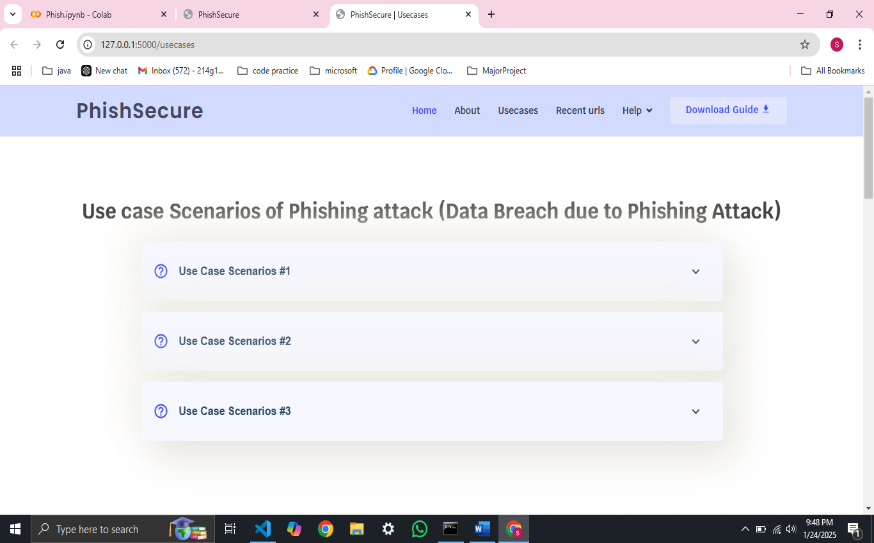 Phish.ipynb - Colab
PhishSecure
PhishSecure | Usecases
127.0.0.1:5000/usecases
S
java
New chat
Inbox (572) - 214g1...
code practice
microsoft
Profile | Google Clo...
MajorProject
All Bookmarks
PhishSecure
Home
About
Usecases
Recent urls
Help
Download Guide
Use case Scenarios of Phishing attack (Data Breach due to Phishing Attack)
Use Case Scenarios #1
Use Case Scenarios #2
Use Case Scenarios #3
Type here to search
9:48 PM
1/24/2025
1